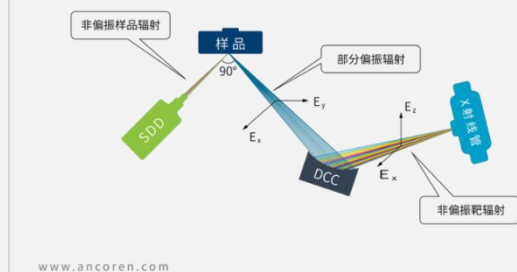 非偏振样品辐射
样品
部分偏振辐射
90°
SDD
Ey
Ex
Ez
X射线管
DCC
Ex
非偏振靶辐射
www.ancoren.com